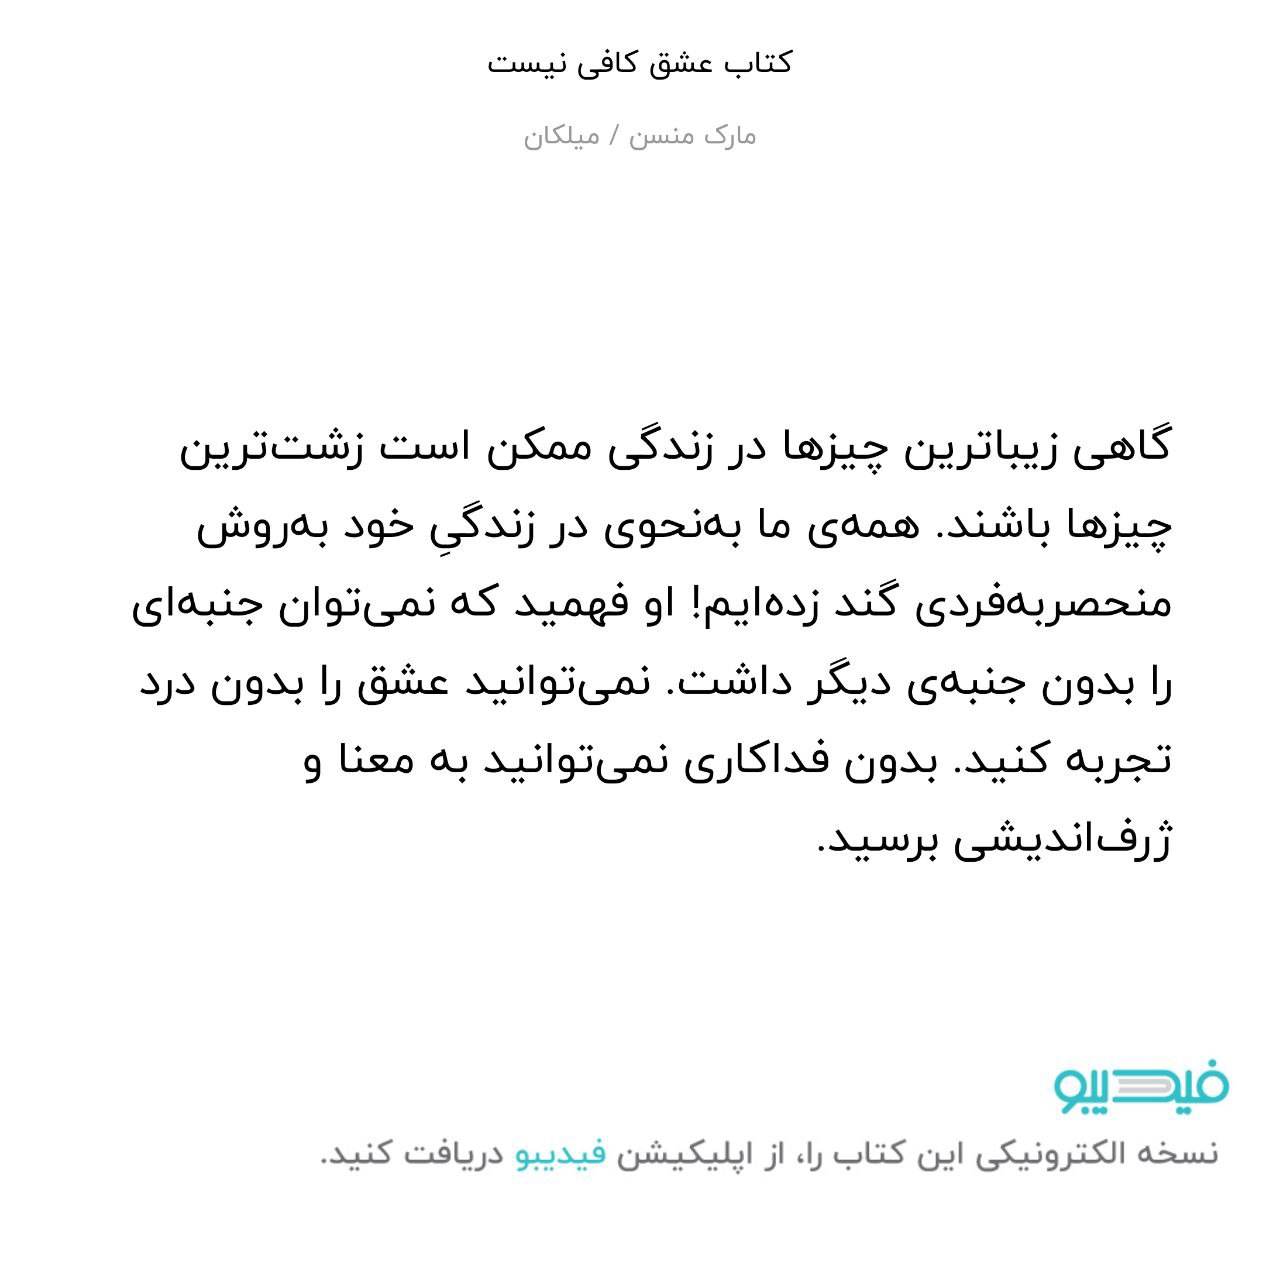 کتاب عشق کافی نیست
مارک منسن / میلکان
گاهی زیباترین چیزها در زندگی ممکن است زشت‌ترین
چیزها باشند. همه‌ی ما به‌نحوی در زندگیِ خود به‌روش
منحصربه‌فردی گند زده‌ایم! او فهمید که نمی‌توان جنبه‌ای
را بدون جنبه‌ی دیگر داشت. نمی‌توانید عشق را بدون درد
تجربه کنید. بدون فداکاری نمی‌توانید به معنا و
ژرف‌اندیشی برسید.
فیدیبو
نسخه الکترونیکی این کتاب را، از اپلیکیشن فیدیبو دریافت کنید.